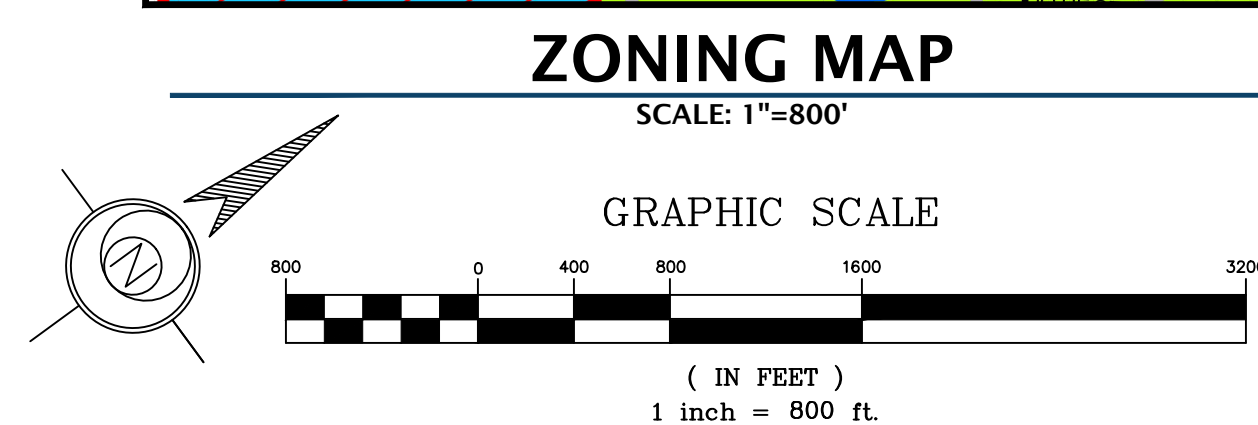 ZONING MAP
SCALE: 1"=800'
GRAPHIC SCALE
800 0 400 800 1600
N
( IN FEET )
1 inch = 800 ft.